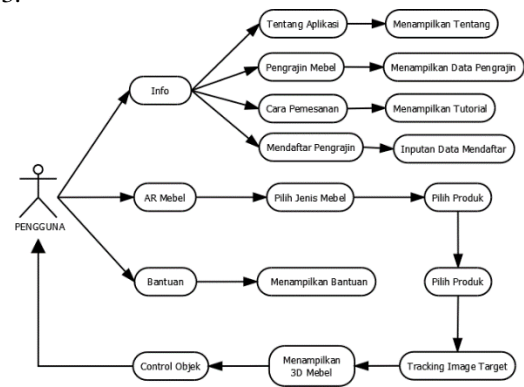 3.
Tentang Aplikasi
Menampilkan Tentang
Pengrajin Mebel
Menampilkan Data Pengrajin
Info
Cara Pemesanan
Menampilkan Tutorial
Mendaftar Pengrajin
Inputan Data Mendaftar
PENGGUNA
AR Mebel
Pilih Jenis Mebel
Pilih Produk
Bantuan
Menampilkan Bantuan
Pilih Produk
Control Objek
Menampilkan
3D Mebel
Tracking Image Target